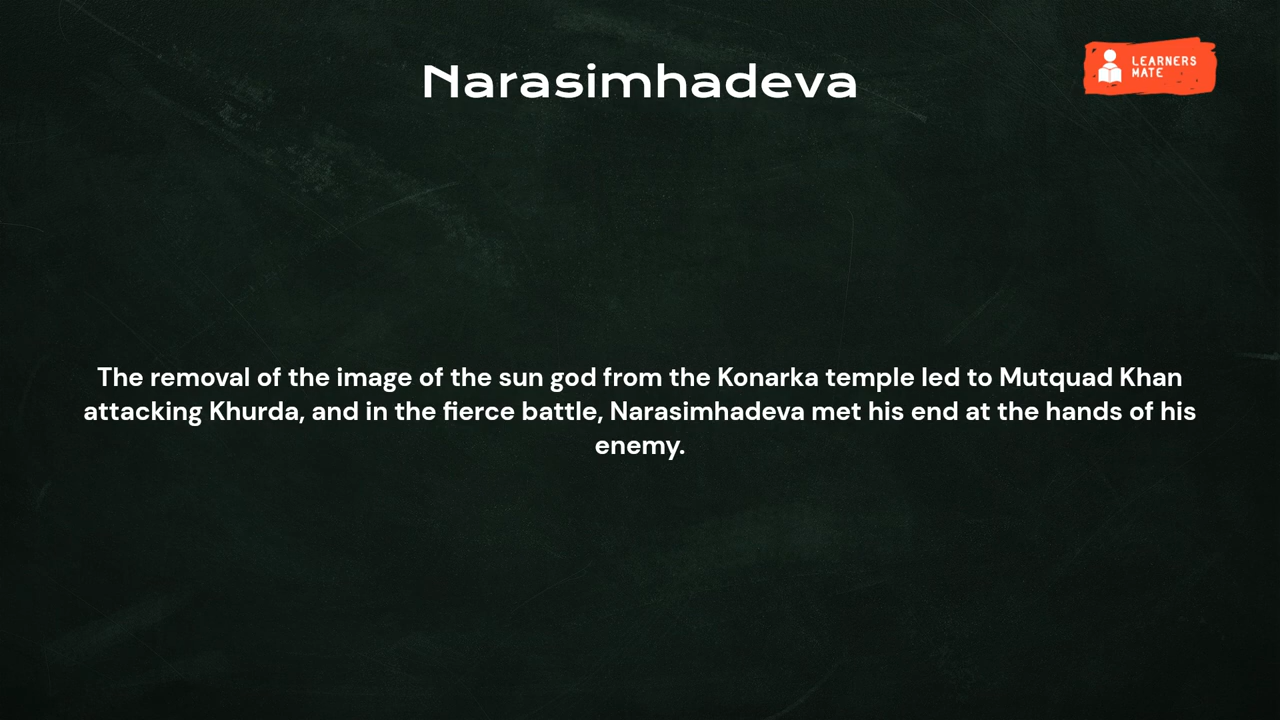 Narasimhadeva
LEARNERS
MATE
The removal of the image of the sun god from the Konarka temple led to Mutquad Khan
attacking Khurda, and in the fierce battle, Narasimhadeva met his end at the hands of his
enemy.